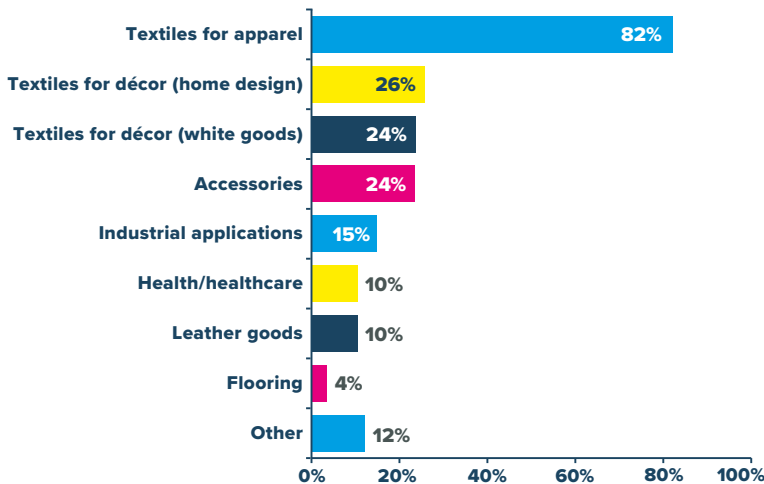 Textiles for apparel 82%
Textiles for décor (home design) 26%
Textiles for décor (white goods) 24%
Accessories 24%
Industrial applications 15%
Health/healthcare 10%
Leather goods 10%
Flooring 4%
Other 12%
0% 20% 40% 60% 80% 100%